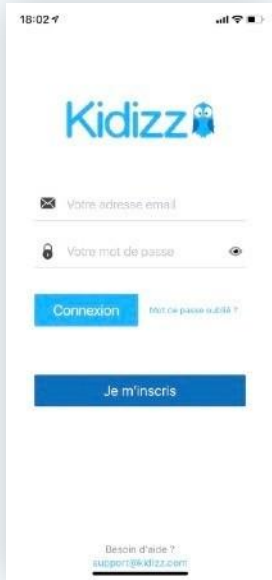 18:02
Kidizz
Votre adresse email
Votre mot de passe
Connexion
Mot de passe oublié ?
Je m'inscris
Besoin d'aide ?
support@kidizz.com